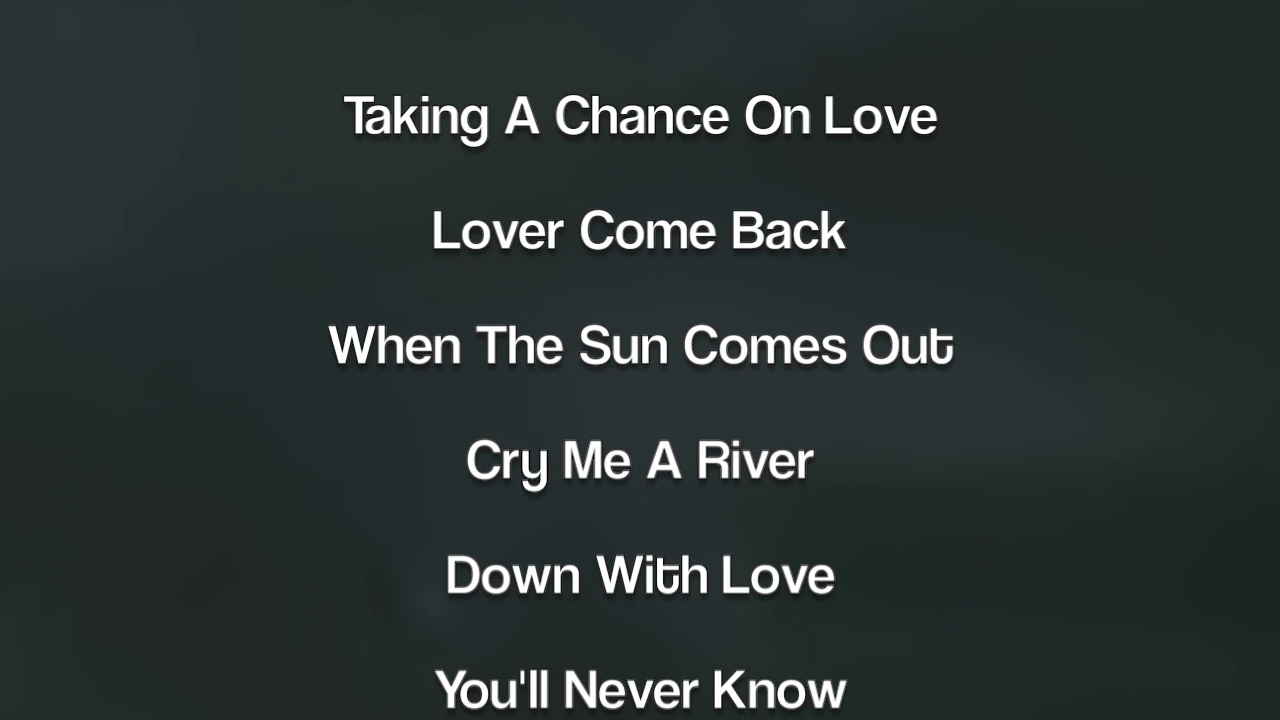 Taking A Chance On Love
Lover Come Back
When The Sun Comes Out
Cry Me A River
Down With Love
You'll Never Know